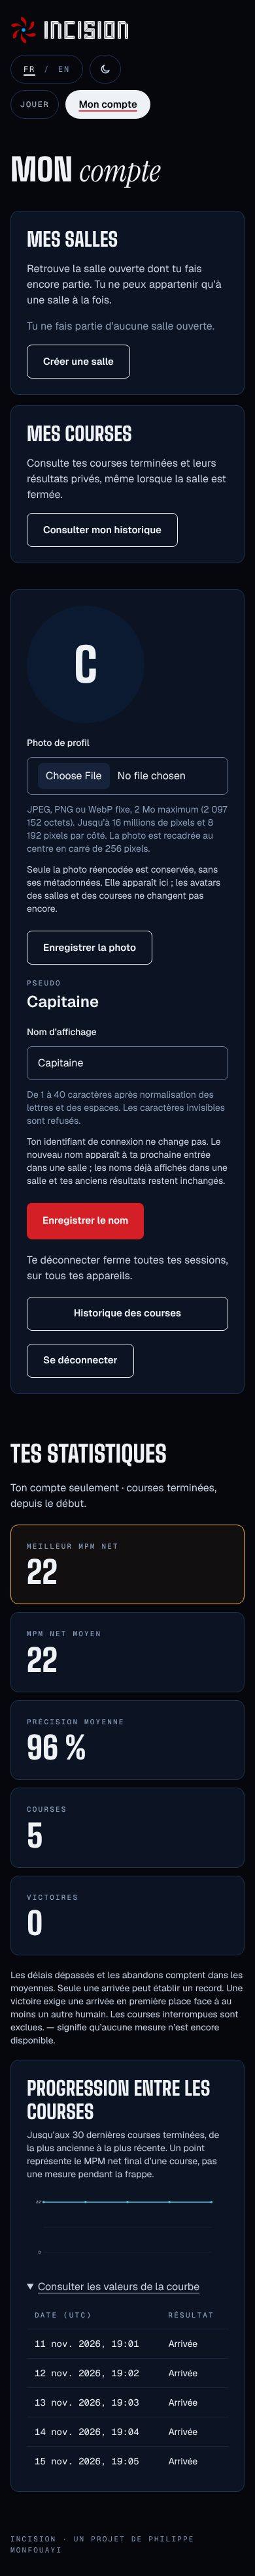 INCISION
FR / EN
JOUER
Mon compte
MON compte
MES SALLES
Retrouve la salle ouverte dont tu fais
encore partie. Tu ne peux appartenir qu'à
une salle à la fois.
Tu ne fais partie d'aucune salle ouverte.
Créer une salle
MES COURSES
Consulte tes courses terminées et leurs
résultats privés, même lorsque la salle est
fermée.
Consulter mon historique
C
Photo de profil
Choose File No file chosen
JPEG, PNG ou WebP fixe, 2 Mo maximum (2 097
152 octets). Jusqu'à 16 millions de pixels et 8
192 pixels par côté. La photo est recadrée au
centre en carré de 256 pixels.
Seule la photo réencodée est conservée, sans
ses métadonnées. Elle apparaît ici ; les avatars
des salles et des courses ne changent pas
encore.
Enregistrer la photo
PSEUDO
Capitaine
Nom d'affichage
Capitaine
De 1 à 40 caractères après normalisation des
lettres et des espaces. Les caractères invisibles
sont refusés.
Ton identifiant de connexion ne change pas. Le
nouveau nom apparaît à ta prochaine entrée
dans une salle ; les noms déjà affichés dans une
salle et tes anciens résultats restent inchangés.
Enregistrer le nom
Te déconnecter ferme toutes tes sessions,
sur tous tes appareils.
Historique des courses
Se déconnecter
TES STATISTIQUES
Ton compte seulement · courses terminées,
depuis le début.
MEILLEUR MPM NET
22
MPM NET MOYEN
22
PRÉCISION MOYENNE
96 %
COURSES
5
VICTOIRES
0
Les délais dépassés et les abandons comptent dans les
moyennes. Seule une arrivée peut établir un record. Une
victoire exige une arrivée en première place face à au
moins un autre humain. Les courses interrompues sont
exclues. — signifie qu'aucune mesure n'est encore
disponible.
PROGRESSION ENTRE LES
COURSES
Jusqu'aux 30 dernières courses terminées, de
la plus ancienne à la plus récente. Un point
représente le MPM net final d'une course, pas
une mesure pendant la frappe.
22
0
▼ Consulter les valeurs de la courbe
DATE (UTC) RÉSULTAT
11 nov. 2026, 19:01 Arrivée
12 nov. 2026, 19:02 Arrivée
13 nov. 2026, 19:03 Arrivée
14 nov. 2026, 19:04 Arrivée
15 nov. 2026, 19:05 Arrivée
INCISION · UN PROJET DE PHILIPPE
MONFOUAYI